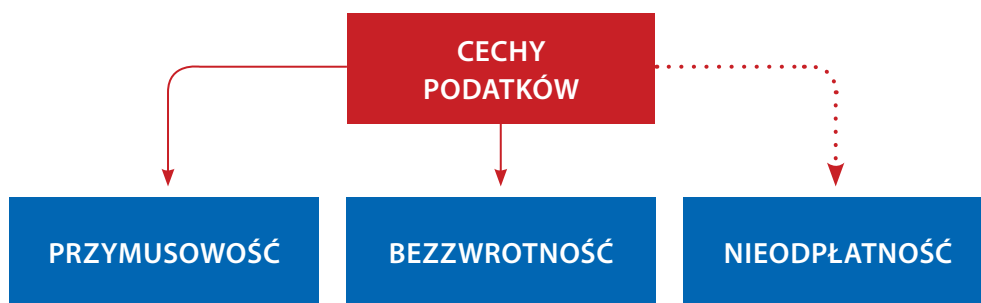 CECHY
PODATKÓW
PRZYMUSOWOŚĆ
BEZZWROTNOŚĆ
NIEODPŁATNOŚĆ